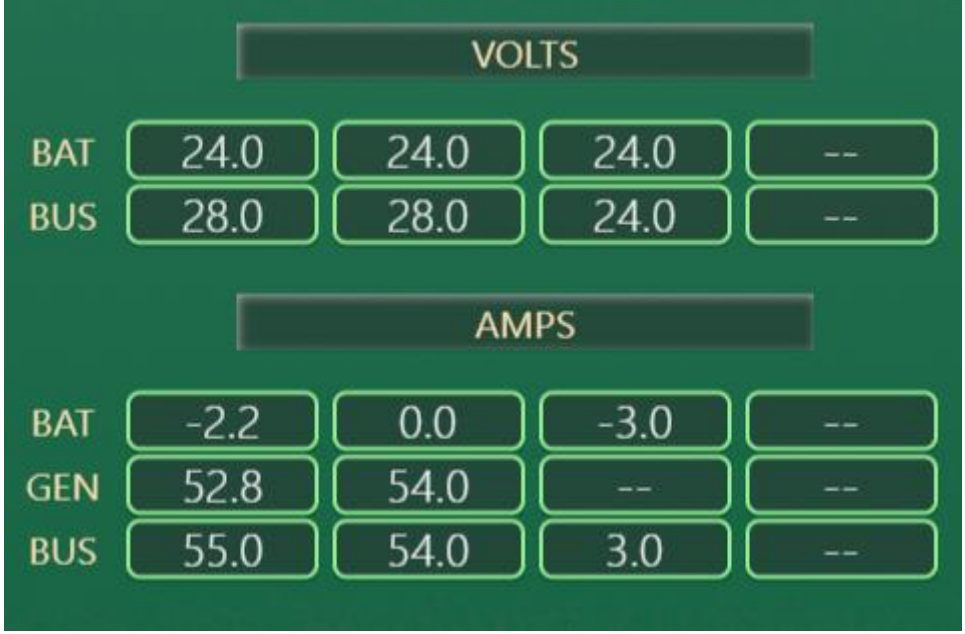 VOLTS
BAT 24.0 24.0 24.0 --
BUS 28.0 28.0 24.0 --
AMPS
BAT -2.2 0.0 -3.0 --
GEN 52.8 54.0 -- --
BUS 55.0 54.0 3.0 --